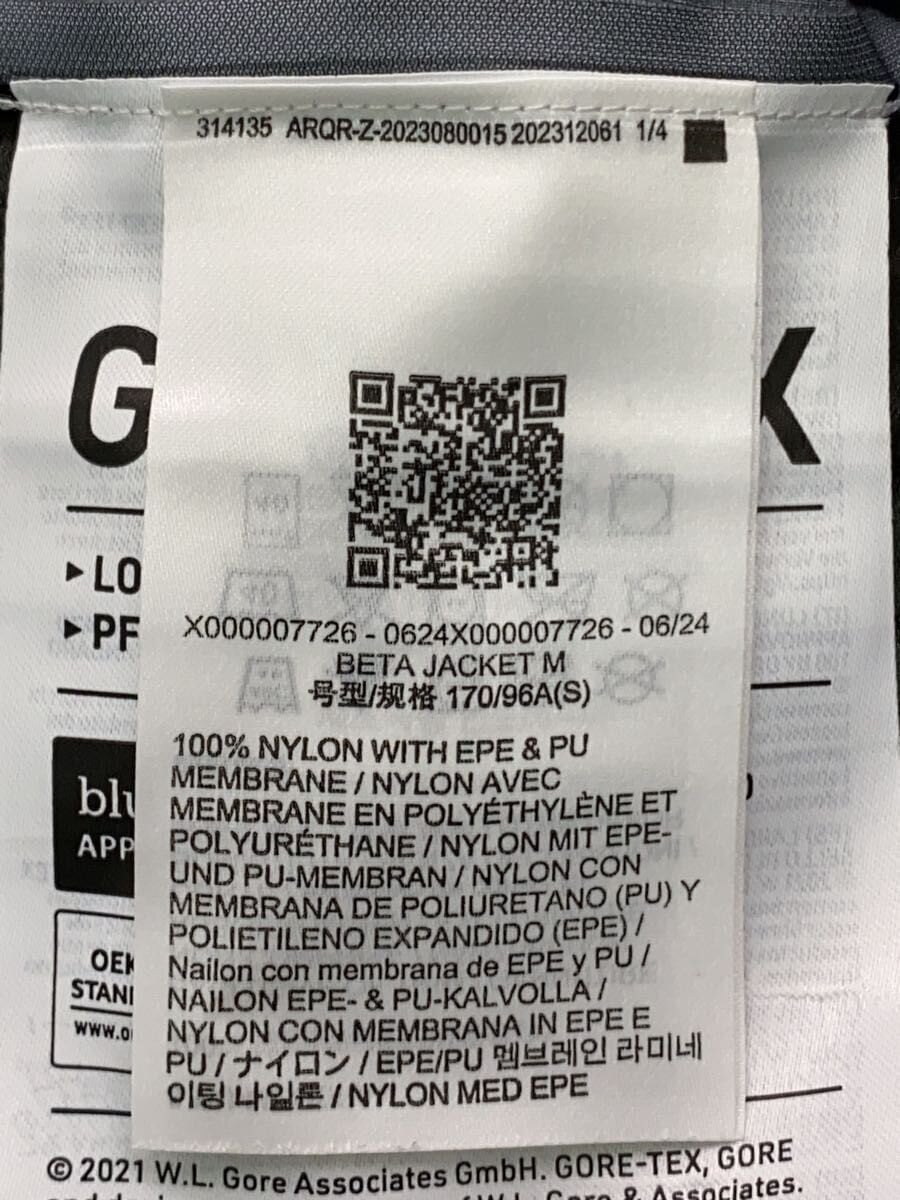 314135 ARQR-Z-2023080015 202312061 1/4
G X
▸LO
▸PF
X000007726 - 0624X000007726 - 06/24
BETA JACKET M
号型/规格 170/96A(S)
100% NYLON WITH EPE & PU
MEMBRANE / NYLON AVEC
MEMBRANE EN POLYÉTHYLÈNE ET
POLYURÉTHANE / NYLON MIT EPE-
UND PU-MEMBRAN / NYLON CON
MEMBRANA DE POLIURETANO (PU) Y
POLIETILENO EXPANDIDO (EPE) /
Nailon con membrana de EPE y PU /
NAILON EPE- & PU-KALVOLLA /
NYLON CON MEMBRANA IN EPE E
PU / ナイロン / EPE/PU 멤브레인 라미네
이팅 나일론 / NYLON MED EPE
blu
APP
OEK
STAN
www.o
© 2021 W.L. Gore Associates GmbH. GORE-TEX, GORE
Gore & Associates.